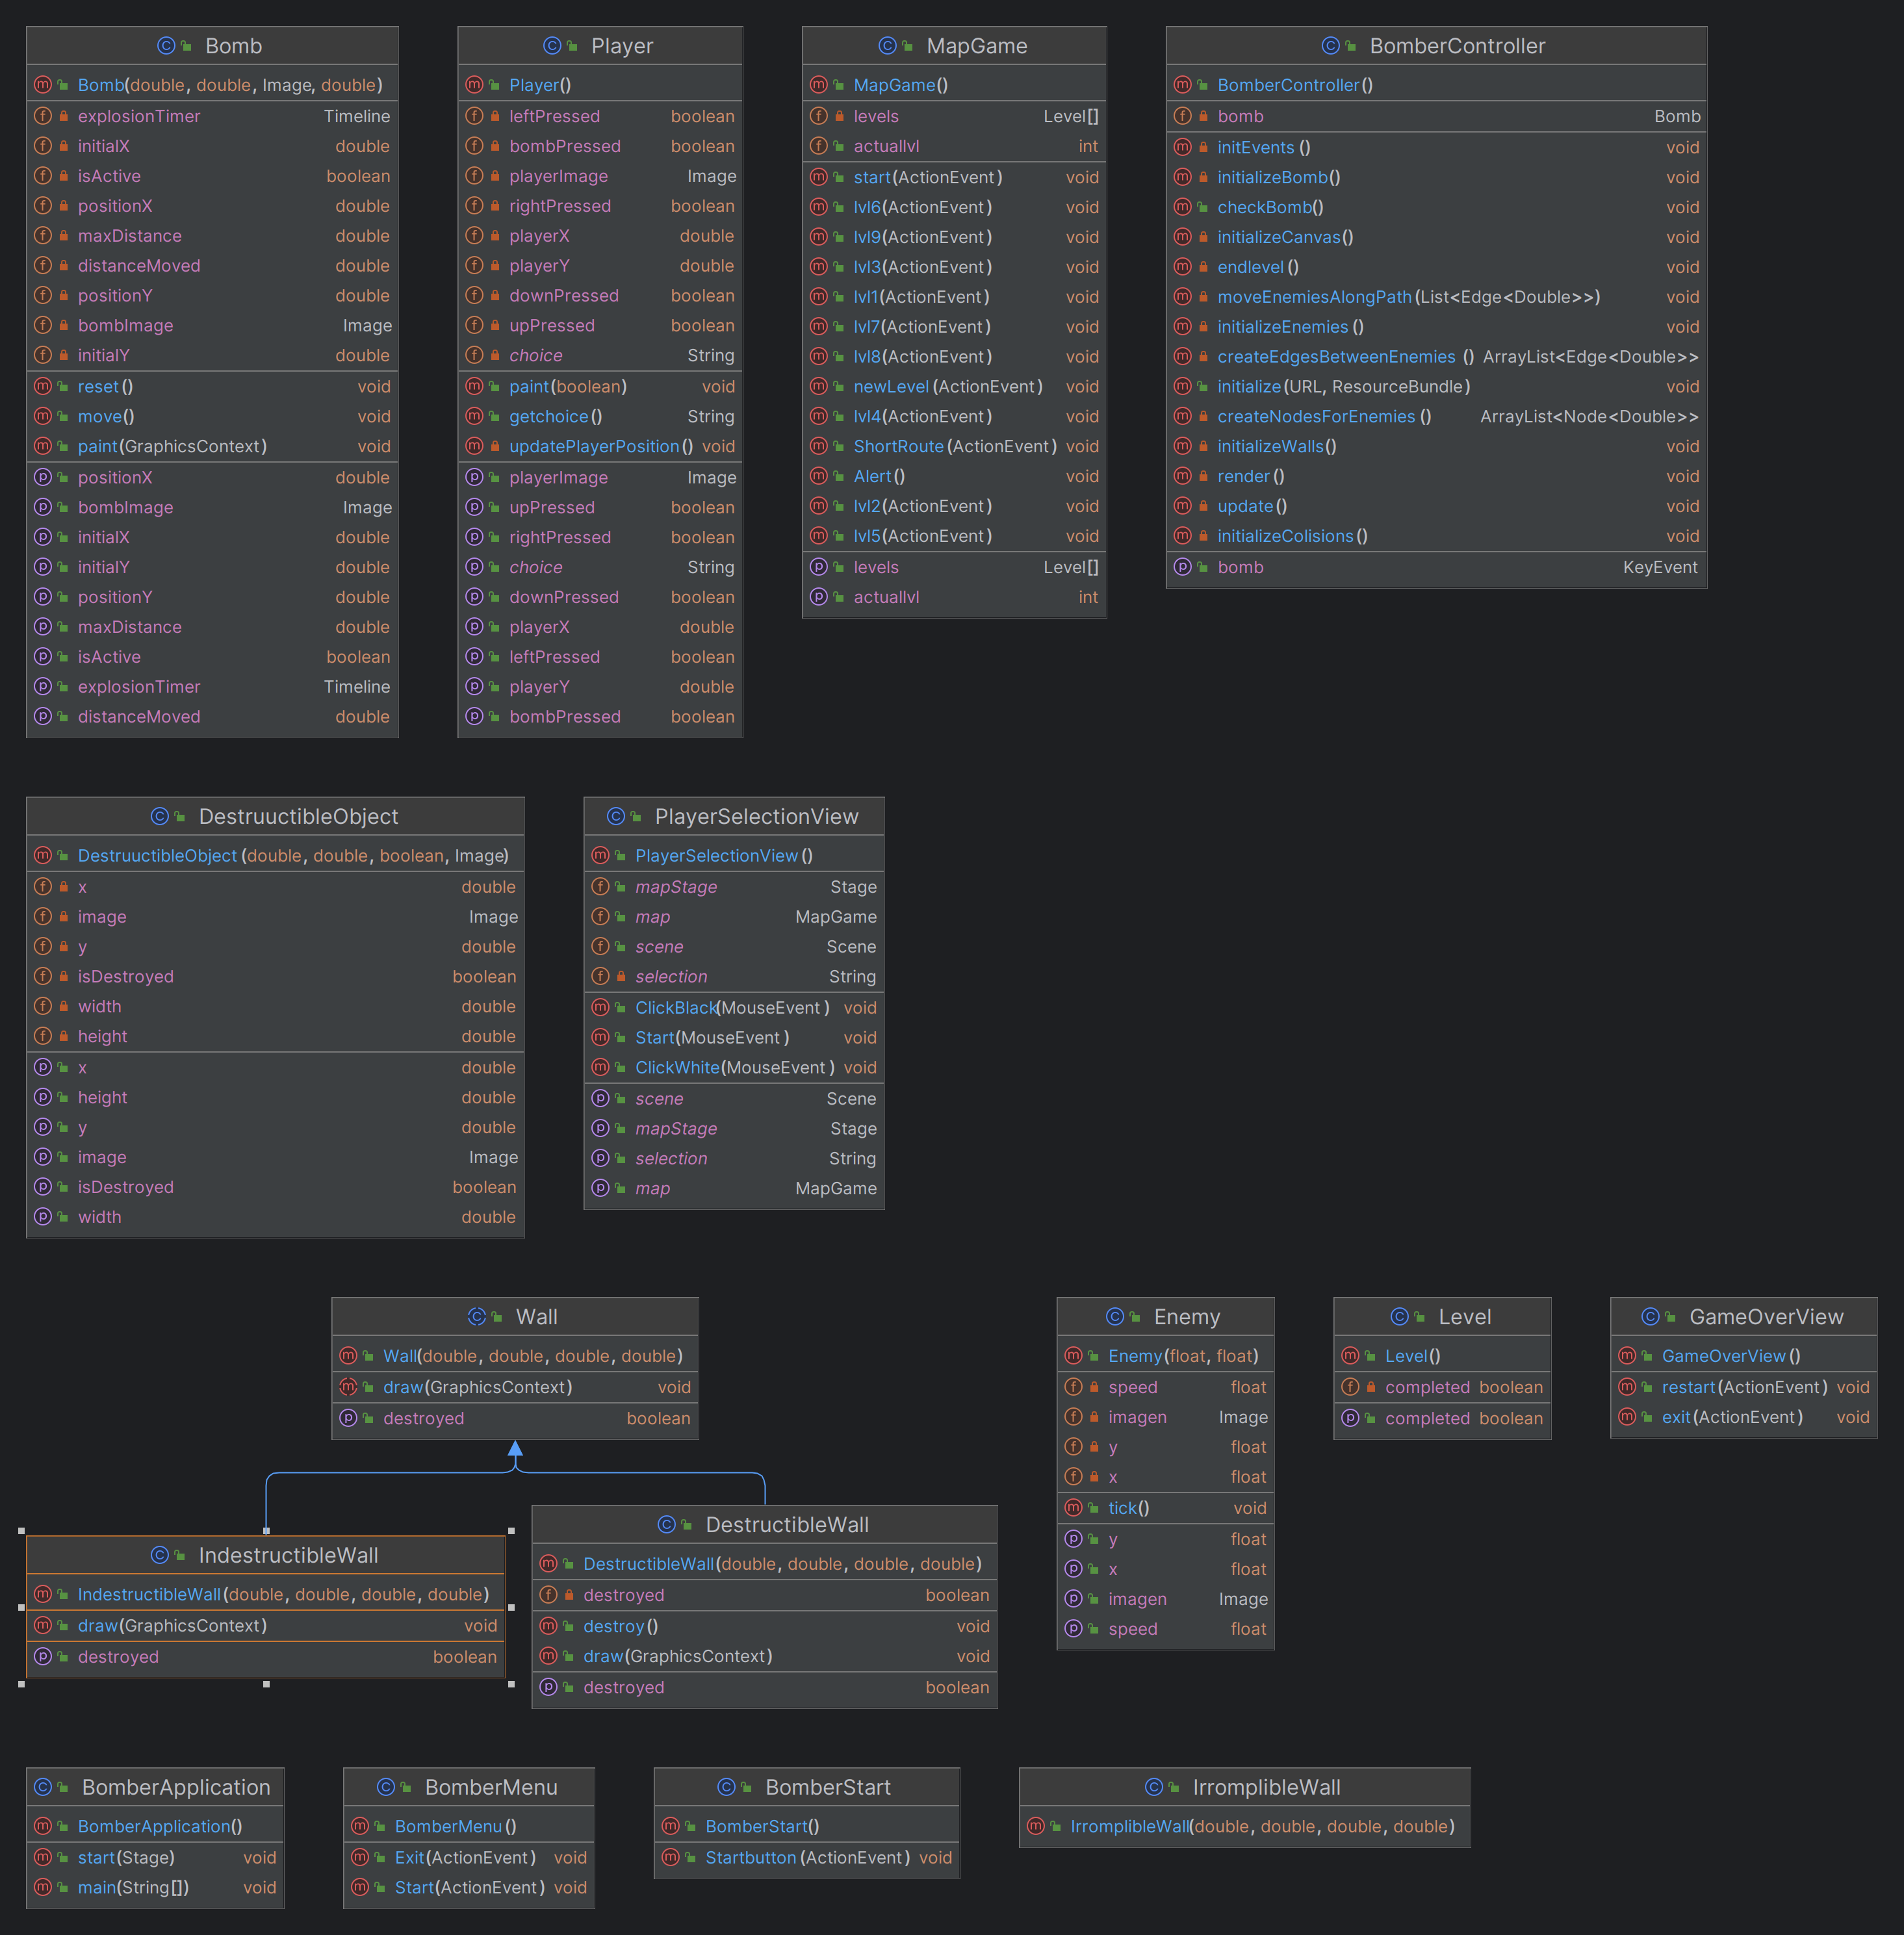 Bomb
Bomb(double, double, Image, double)
explosionTimer Timeline
initialX double
isActive boolean
positionX double
maxDistance double
distanceMoved double
positionY double
bombImage Image
initialY double
reset() void
move() void
paint(GraphicsContext) void
positionX double
bombImage Image
initialX double
initialY double
positionY double
maxDistance double
isActive boolean
explosionTimer Timeline
distanceMoved double
Player
Player()
leftPressed boolean
bombPressed boolean
playerImage Image
rightPressed boolean
playerX double
playerY double
downPressed boolean
upPressed boolean
choice String
paint(boolean) void
getchoice() String
updatePlayerPosition() void
playerImage Image
upPressed boolean
rightPressed boolean
choice String
downPressed boolean
playerX double
leftPressed boolean
playerY double
bombPressed boolean
MapGame
MapGame()
levels Level[]
actuallvl int
start(ActionEvent) void
lvl6(ActionEvent) void
lvl9(ActionEvent) void
lvl3(ActionEvent) void
lvl1(ActionEvent) void
lvl7(ActionEvent) void
lvl8(ActionEvent) void
newLevel(ActionEvent) void
lvl4(ActionEvent) void
ShortRoute(ActionEvent) void
Alert() void
lvl2(ActionEvent) void
lvl5(ActionEvent) void
levels Level[]
actuallvl int
BomberController
BomberController()
bomb Bomb
initEvents() void
initializeBomb() void
checkBomb() void
initializeCanvas() void
endlevel() void
moveEnemiesAlongPath(List<Edge<Double>>) void
initializeEnemies() void
createEdgesBetweenEnemies() ArrayList<Edge<Double>>
initialize(URL, ResourceBundle) void
createNodesForEnemies() ArrayList<Node<Double>>
initializeWalls() void
render() void
update() void
initializeColisions() void
bomb KeyEvent
DestruuctibleObject
DestruuctibleObject(double, double, boolean, Image)
x double
image Image
y double
isDestroyed boolean
width double
height double
x double
height double
y double
image Image
isDestroyed boolean
width double
PlayerSelectionView
PlayerSelectionView()
mapStage Stage
map MapGame
scene Scene
selection String
ClickBlack(MouseEvent) void
Start(MouseEvent) void
ClickWhite(MouseEvent) void
scene Scene
mapStage Stage
selection String
map MapGame
Wall
Wall(double, double, double, double)
draw(GraphicsContext) void
destroyed boolean
Enemy
Enemy(float, float)
speed float
imagen Image
y float
x float
tick() void
y float
x float
imagen Image
speed float
Level
Level()
completed boolean
completed boolean
GameOverView
GameOverView()
restart(ActionEvent) void
exit(ActionEvent) void
IndestructibleWall
IndestructibleWall(double, double, double, double)
draw(GraphicsContext) void
destroyed boolean
DestructibleWall
DestructibleWall(double, double, double, double)
destroyed boolean
destroy() void
draw(GraphicsContext) void
destroyed boolean
BomberApplication
BomberApplication()
start(Stage) void
main(String[]) void
BomberMenu
BomberMenu()
Exit(ActionEvent) void
Start(ActionEvent) void
BomberStart
BomberStart()
Startbutton(ActionEvent) void
IrromplibleWall
IrromplibleWall(double, double, double, double)